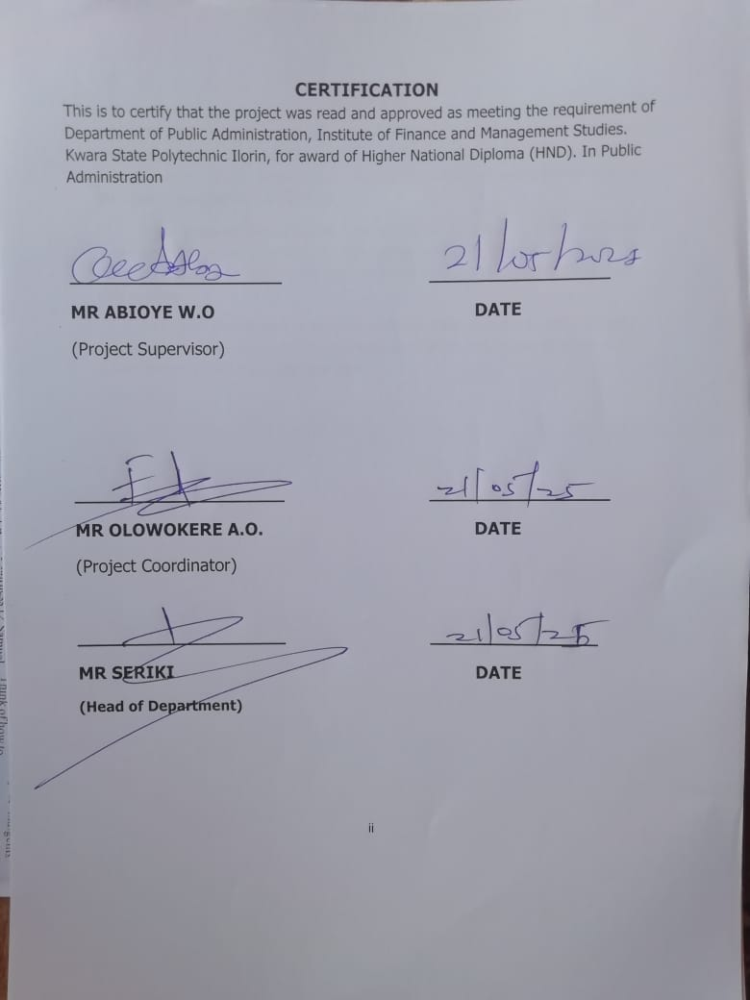 CERTIFICATION
This is to certify that the project was read and approved as meeting the requirement of
Department of Public Administration, Institute of Finance and Management Studies.
Kwara State Polytechnic Ilorin, for award of Higher National Diploma (HND). In Public
Administration
21/05/2025
MR ABIOYE W.O DATE
(Project Supervisor)
21/05/25
MR OLOWOKERE A.O. DATE
(Project Coordinator)
21/05/25
MR SERIKI DATE
(Head of Department)
ii